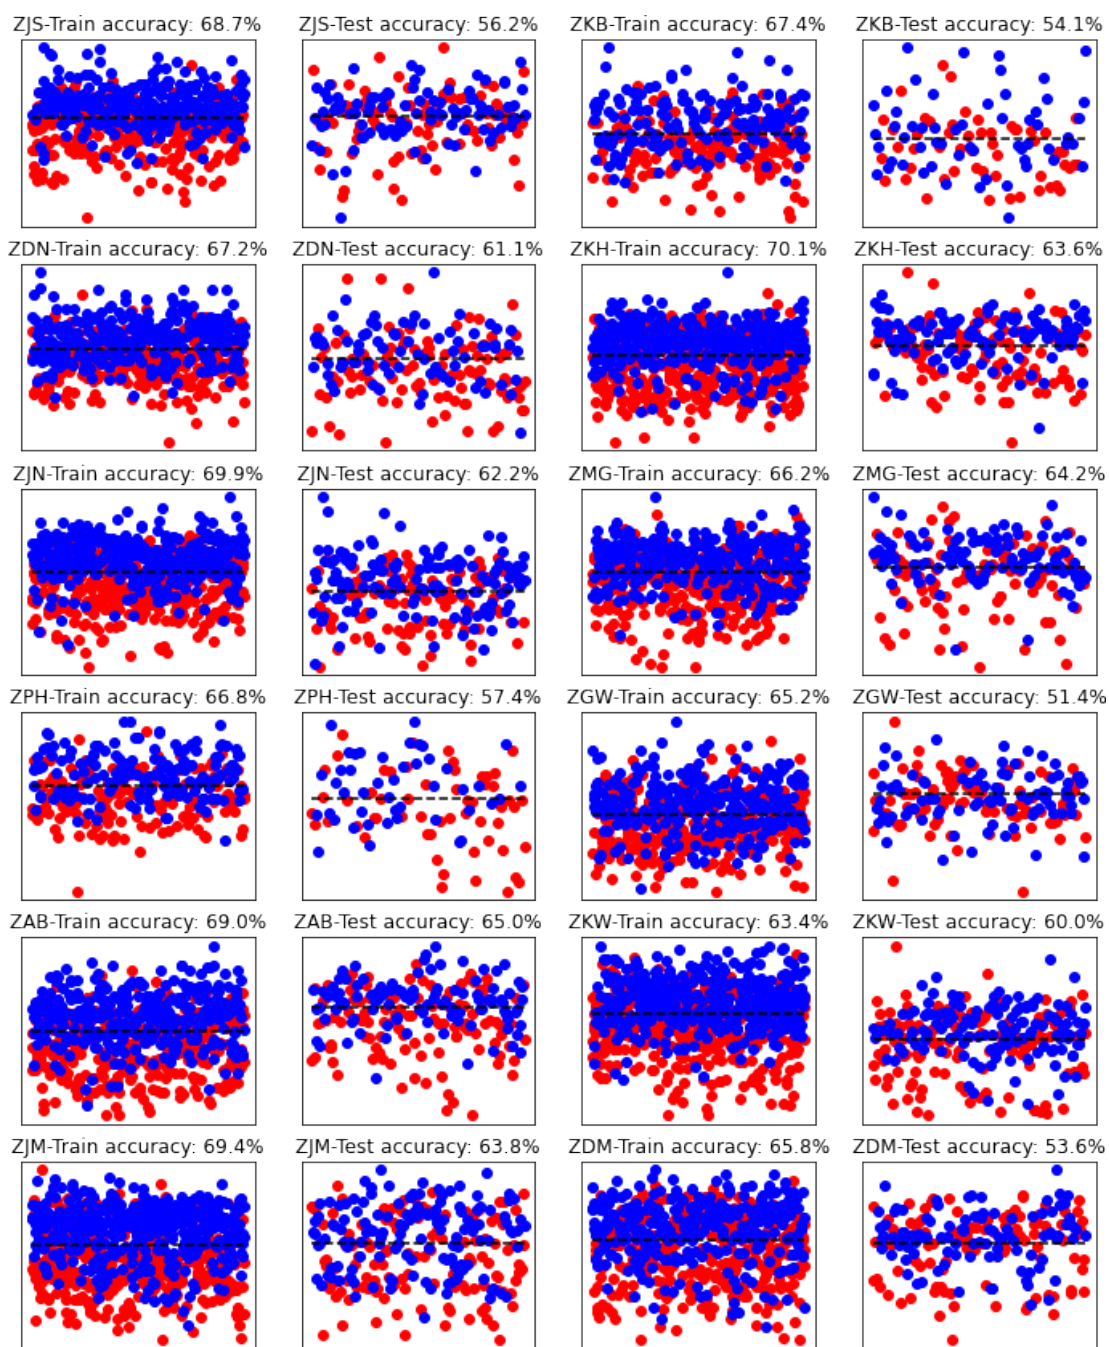 ZJS-Train accuracy: 68.7%
ZJS-Test accuracy: 56.2%
ZKB-Train accuracy: 67.4%
ZKB-Test accuracy: 54.1%
ZDN-Train accuracy: 67.2%
ZDN-Test accuracy: 61.1%
ZKH-Train accuracy: 70.1%
ZKH-Test accuracy: 63.6%
ZJN-Train accuracy: 69.9%
ZJN-Test accuracy: 62.2%
ZMG-Train accuracy: 66.2%
ZMG-Test accuracy: 64.2%
ZPH-Train accuracy: 66.8%
ZPH-Test accuracy: 57.4%
ZGW-Train accuracy: 65.2%
ZGW-Test accuracy: 51.4%
ZAB-Train accuracy: 69.0%
ZAB-Test accuracy: 65.0%
ZKW-Train accuracy: 63.4%
ZKW-Test accuracy: 60.0%
ZJM-Train accuracy: 69.4%
ZJM-Test accuracy: 63.8%
ZDM-Train accuracy: 65.8%
ZDM-Test accuracy: 53.6%